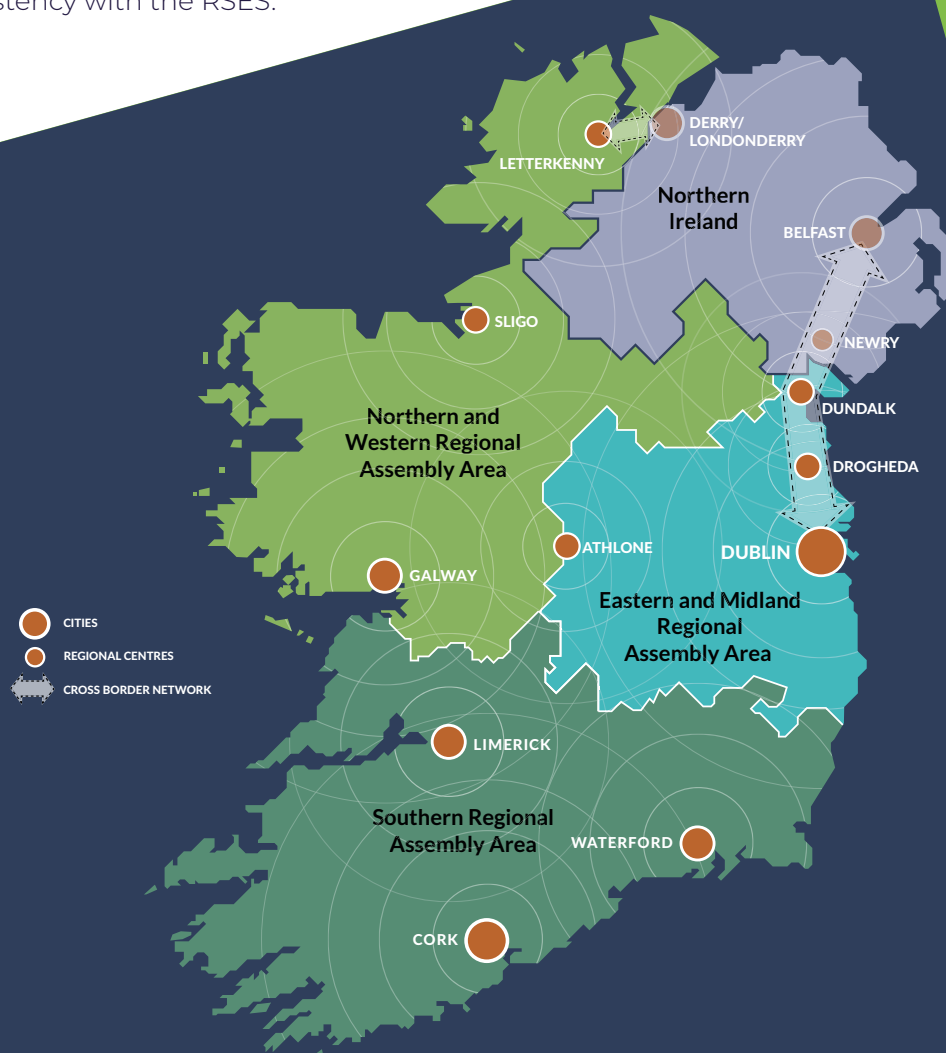 stency with the RSES.
DERRY/
LONDONDERRY
LETTERKENNY
Northern
Ireland
BELFAST
SLIGO
NEWRY
DUNDALK
Northern and
Western Regional
Assembly Area
DROGHEDA
ATHLONE
DUBLIN
GALWAY
Eastern and Midland
Regional
Assembly Area
CITIES
REGIONAL CENTRES
CROSS BORDER NETWORK
LIMERICK
Southern Regional
Assembly Area
WATERFORD
CORK